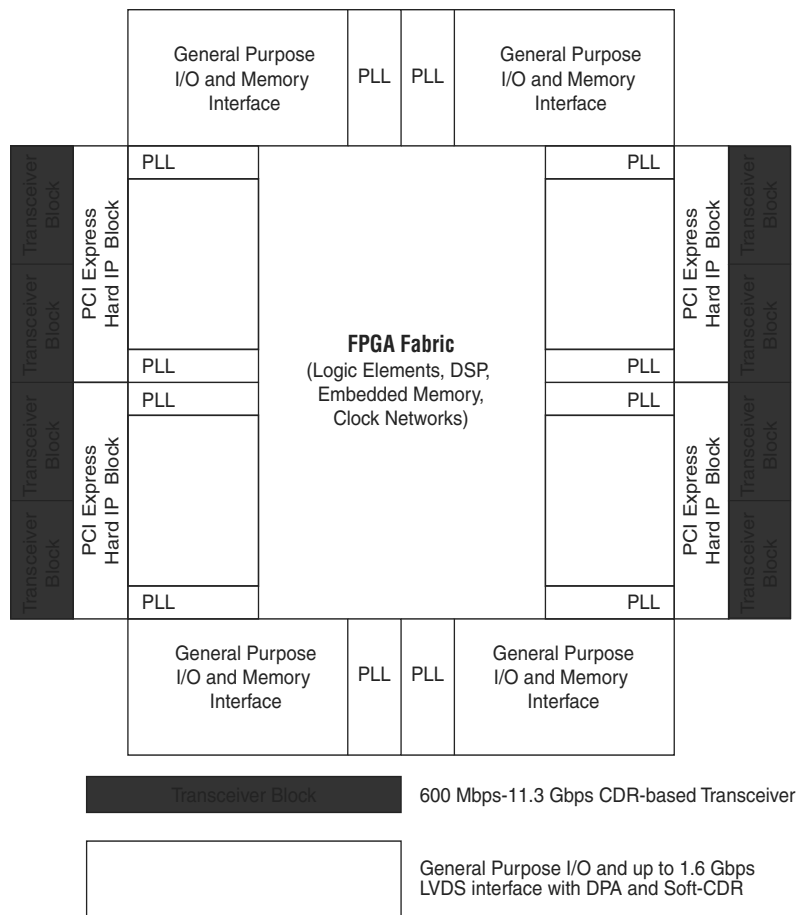 General Purpose
I/O and Memory
Interface
PLL
PLL
General Purpose
I/O and Memory
Interface
Transceiver
Block
Transceiver
Block
Transceiver
Block
Transceiver
Block
PCI Express
Hard IP Block
PCI Express
Hard IP Block
PLL
PLL
PLL
PLL
FPGA Fabric
(Logic Elements, DSP,
Embedded Memory,
Clock Networks)
PLL
PLL
PLL
PLL
PCI Express
Hard IP Block
PCI Express
Hard IP Block
Transceiver
Block
Transceiver
Block
Transceiver
Block
Transceiver
Block
General Purpose
I/O and Memory
Interface
PLL
PLL
General Purpose
I/O and Memory
Interface
Transceiver Block
600 Mbps-11.3 Gbps CDR-based Transceiver
General Purpose I/O and up to 1.6 Gbps
LVDS interface with DPA and Soft-CDR